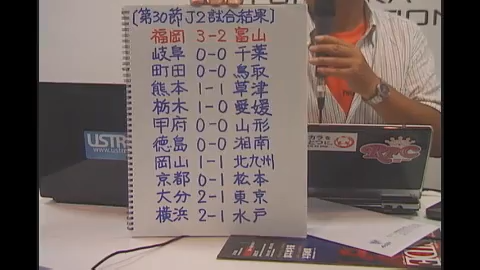 〔第30節J2試合結果〕
福岡 3-2 富山
岐阜 0-0 千葉
町田 0-0 鳥取
熊本 1-1 草津
栃木 1-0 愛媛
甲府 0-0 山形
徳島 0-0 湘南
岡山 1-1 北九州
京都 0-1 松本
大分 2-1 東京
横浜 2-1 水戸
USTR
www.ust